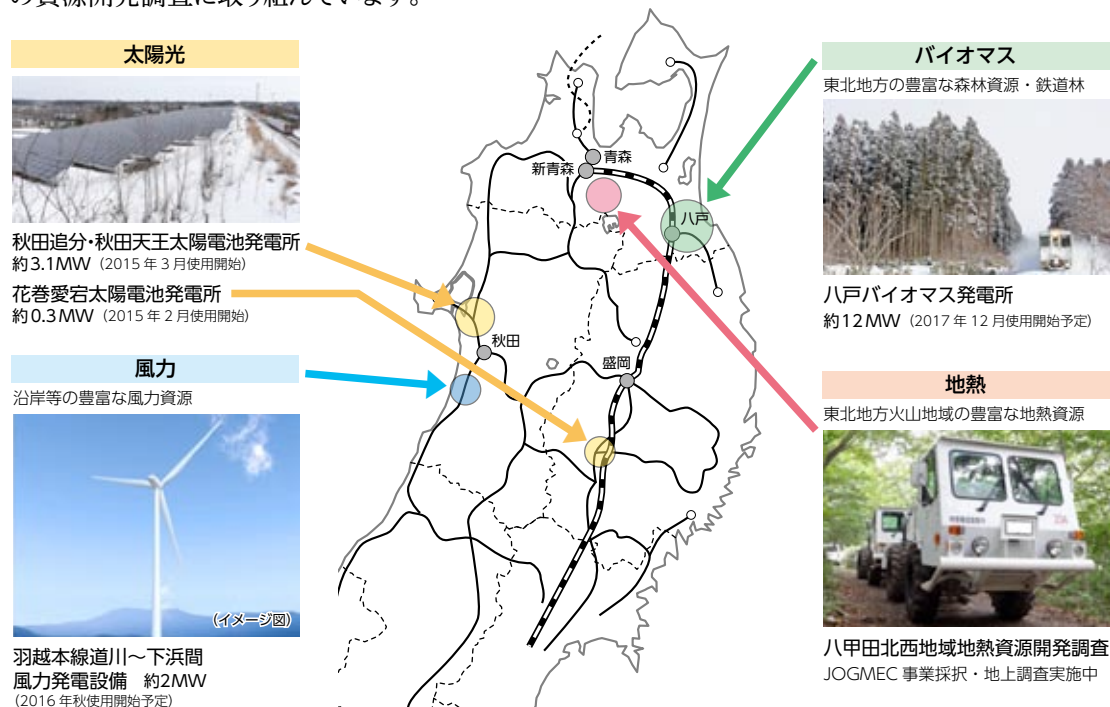 の資源開発調査に取り組んでいます。
太陽光
秋田追分・秋田天王太陽電池発電所
約3.1MW（2015年3月使用開始）
花巻愛宕太陽電池発電所
約0.3MW（2015年2月使用開始）
風力
沿岸等の豊富な風力資源
（イメージ図）
羽越本線道川～下浜間
風力発電設備　約2MW
（2016年秋使用開始予定）
青森
新青森
八戸
秋田
盛岡
バイオマス
東北地方の豊富な森林資源・鉄道林
八戸バイオマス発電所
約12MW（2017年12月使用開始予定）
地熱
東北地方火山地域の豊富な地熱資源
八甲田北西地域地熱資源開発調査
JOGMEC事業採択・地上調査実施中